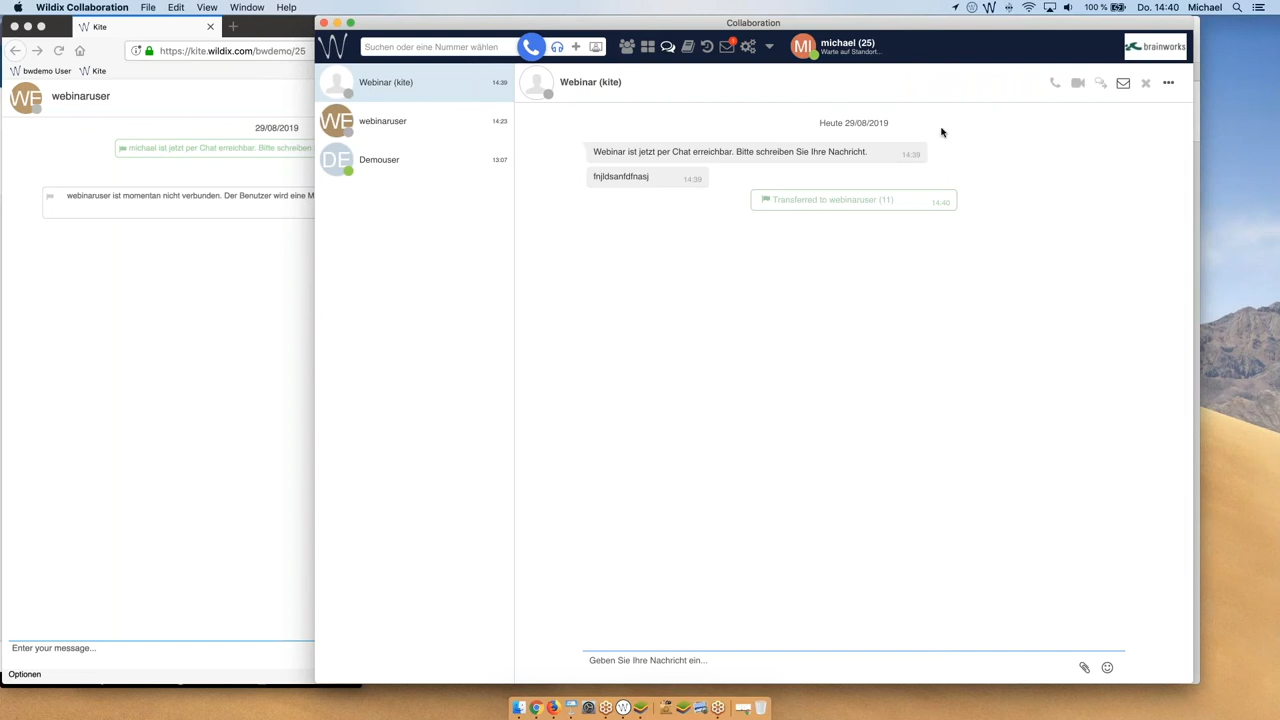 Wildix Collaboration File Edit View Window Help
100 % Do. 14:40 Michael
Kite
https://kite.wildix.com/bwdemo/25
bwdemo User Kite
WE webinaruser
29/08/2019
michael ist jetzt per Chat erreichbar. Bitte schreiben
webinaruser ist momentan nicht verbunden. Der Benutzer wird eine M
Enter your message...
Optionen
Collaboration
Suchen oder eine Nummer wählen
MI michael (25)
Warte auf Standort...
brainworks
Webinar (kite) 14:39
WE webinaruser 14:23
DE Demouser 13:07
Webinar (kite)
Heute 29/08/2019
Webinar ist jetzt per Chat erreichbar. Bitte schreiben Sie Ihre Nachricht. 14:39
fnjldsanfdfnasj 14:39
Transferred to webinaruser (11) 14:40
Geben Sie Ihre Nachricht ein...